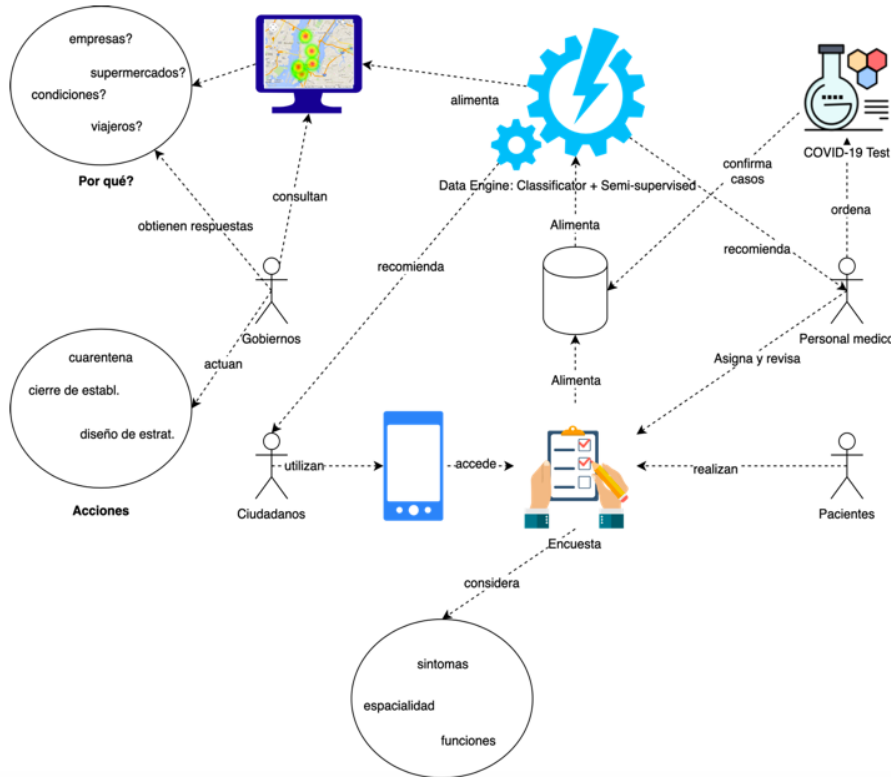 empresas?
supermercados?
condiciones?
viajeros?
Por qué?
alimenta
Data Engine: Classificator + Semi-supervised
confirma
casos
COVID-19 Test
consultan
obtienen respuestas
Alimenta
ordena
recomienda
recomienda
Gobiernos
Personal medico
actuan
Asigna y revisa
cuarentena
cierre de establ.
diseño de estrat.
Acciones
Alimenta
utilizan
accede
realizan
Ciudadanos
Pacientes
Encuesta
considera
sintomas
espacialidad
funciones